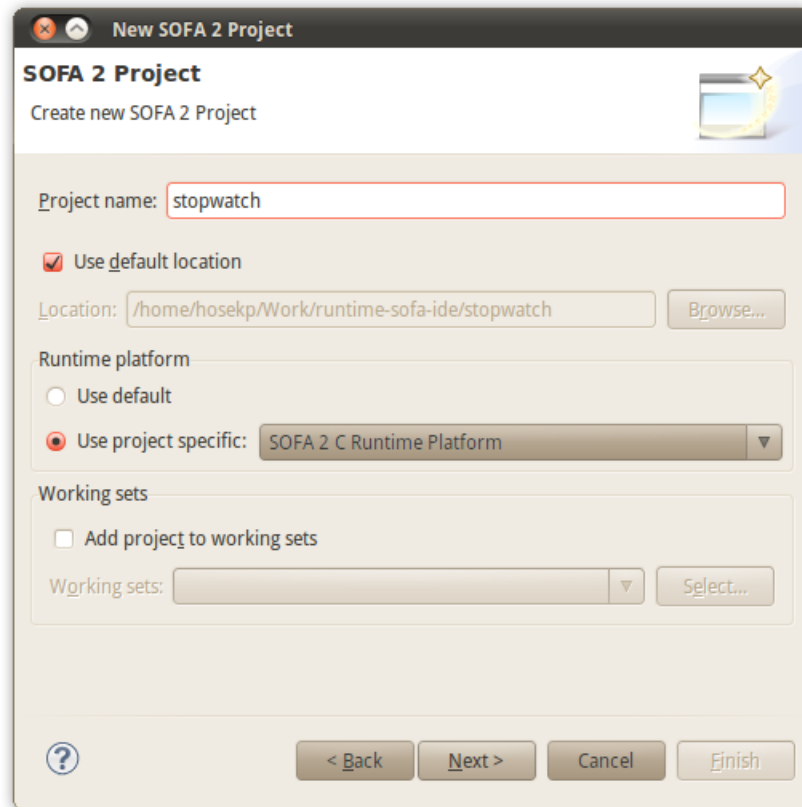 New SOFA 2 Project
SOFA 2 Project
Create new SOFA 2 Project
Project name: stopwatch
Use default location
Location: /home/hosekp/Work/runtime-sofa-ide/stopwatch Browse...
Runtime platform
Use default
Use project specific: SOFA 2 C Runtime Platform
Working sets
Add project to working sets
Working sets: Select...
? < Back Next > Cancel Finish